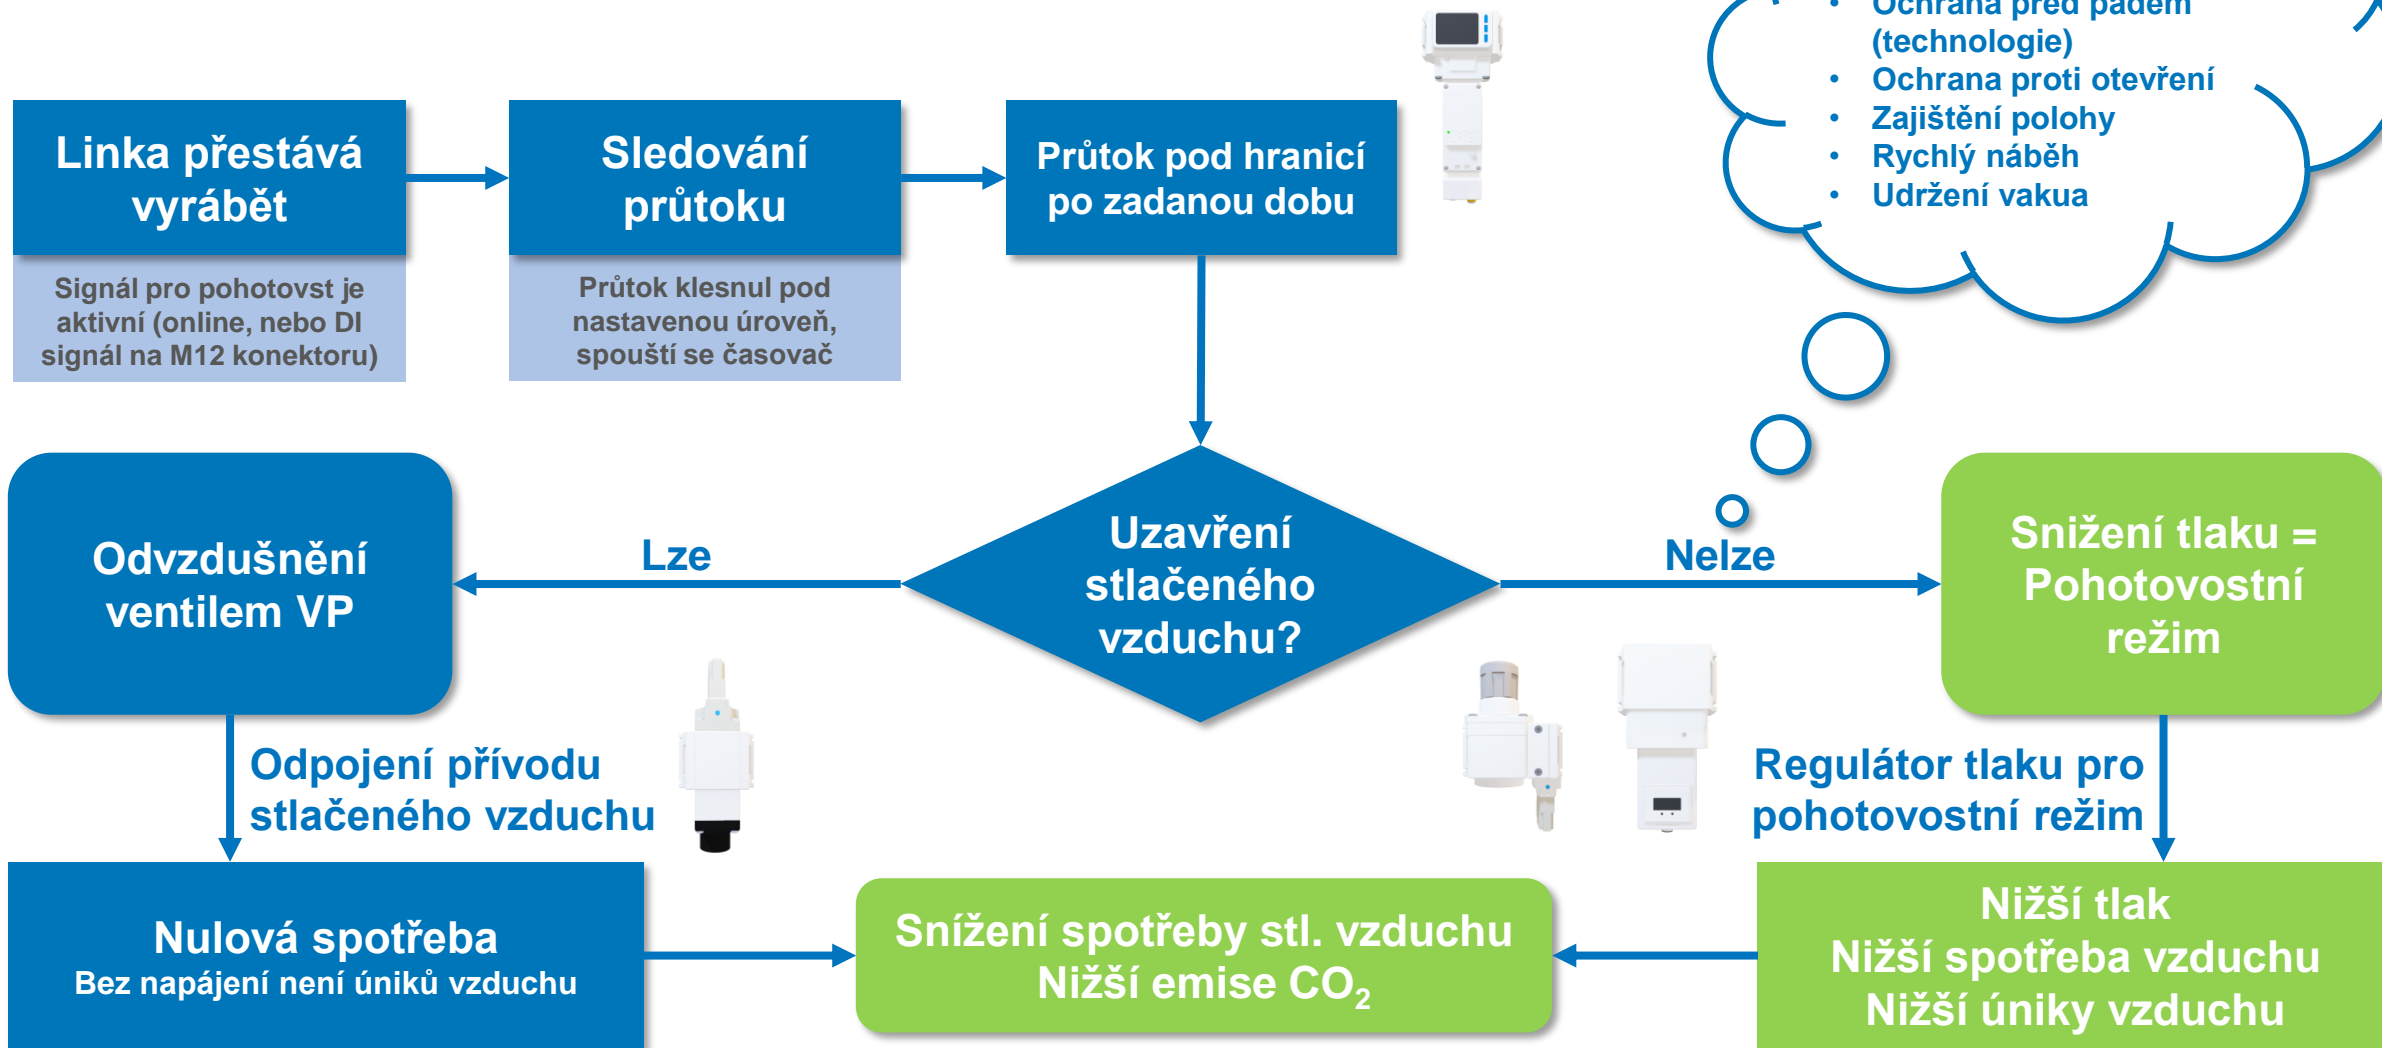 Ochrana před pádem
(technologie)
Ochrana proti otevření
Zajištění polohy
Rychlý náběh
Udržení vakua
Linka přestává
vyrábět
Signál pro pohotovst je
aktivní (online, nebo DI
signál na M12 konektoru)
Sledování
průtoku
Průtok klesnul pod
nastavenou úroveň,
spouští se časovač
Průtok pod hranicí
po zadanou dobu
Uzavření
stlačeného
vzduchu?
Lze
Nelze
Odvzdušnění
ventilem VP
Snižení tlaku =
Pohotovostní
režim
Odpojení přívodu
stlačeného vzduchu
Regulátor tlaku pro
pohotovostní režim
Nulová spotřeba
Bez napájení není úniků vzduchu
Snížení spotřeby stl. vzduchu
Nižší emise CO₂
Nižší tlak
Nižší spotřeba vzduchu
Nižší úniky vzduchu